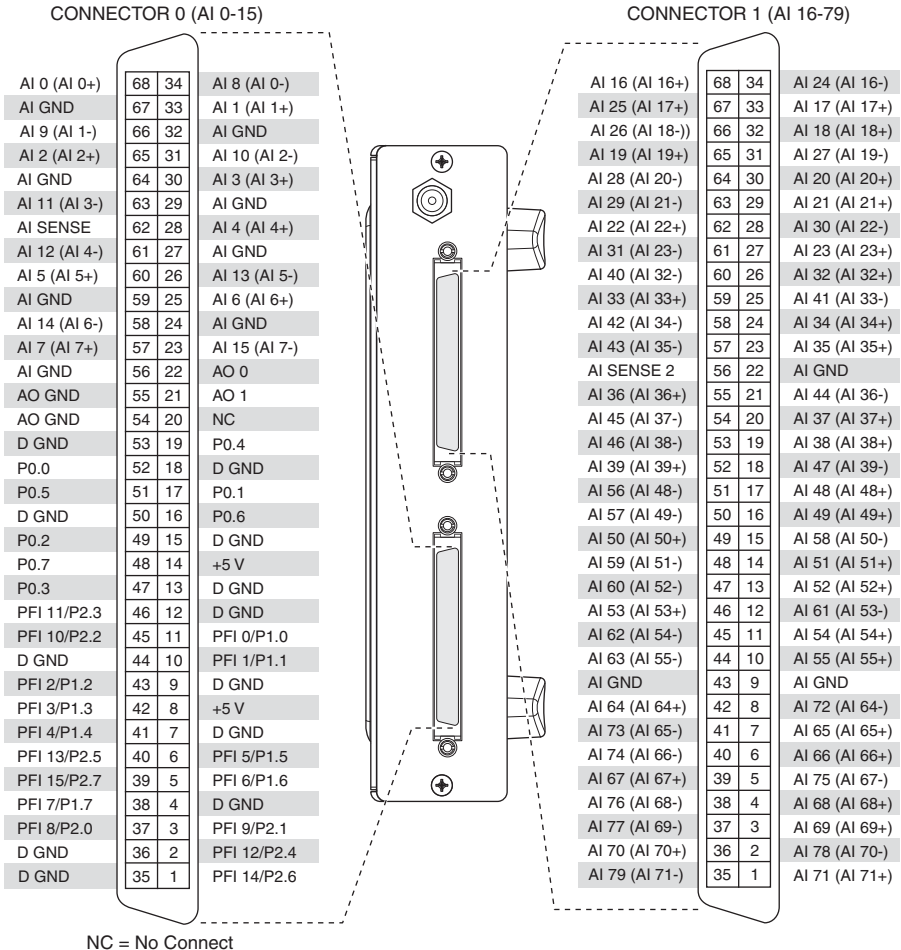 CONNECTOR 0 (AI 0-15) CONNECTOR 1 (AI 16-79)
AI 0 (AI 0+) 68 34 AI 8 (AI 0-)
AI GND 67 33 AI 1 (AI 1+)
AI 9 (AI 1-) 66 32 AI GND
AI 2 (AI 2+) 65 31 AI 10 (AI 2-)
AI GND 64 30 AI 3 (AI 3+)
AI 11 (AI 3-) 63 29 AI GND
AI SENSE 62 28 AI 4 (AI 4+)
AI 12 (AI 4-) 61 27 AI GND
AI 5 (AI 5+) 60 26 AI 13 (AI 5-)
AI GND 59 25 AI 6 (AI 6+)
AI 14 (AI 6-) 58 24 AI GND
AI 7 (AI 7+) 57 23 AI 15 (AI 7-)
AI GND 56 22 AO 0
AO GND 55 21 AO 1
AO GND 54 20 NC
D GND 53 19 P0.4
P0.0 52 18 D GND
P0.5 51 17 P0.1
D GND 50 16 P0.6
P0.2 49 15 D GND
P0.7 48 14 +5 V
P0.3 47 13 D GND
PFI 11/P2.3 46 12 D GND
PFI 10/P2.2 45 11 PFI 0/P1.0
D GND 44 10 PFI 1/P1.1
PFI 2/P1.2 43 9 D GND
PFI 3/P1.3 42 8 +5 V
PFI 4/P1.4 41 7 D GND
PFI 13/P2.5 40 6 PFI 5/P1.5
PFI 15/P2.7 39 5 PFI 6/P1.6
PFI 7/P1.7 38 4 D GND
PFI 8/P2.0 37 3 PFI 9/P2.1
D GND 36 2 PFI 12/P2.4
D GND 35 1 PFI 14/P2.6
NC = No Connect
AI 16 (AI 16+) 68 34 AI 24 (AI 16-)
AI 25 (AI 17+) 67 33 AI 17 (AI 17+)
AI 26 (AI 18-)) 66 32 AI 18 (AI 18+)
AI 19 (AI 19+) 65 31 AI 27 (AI 19-)
AI 28 (AI 20-) 64 30 AI 20 (AI 20+)
AI 29 (AI 21-) 63 29 AI 21 (AI 21+)
AI 22 (AI 22+) 62 28 AI 30 (AI 22-)
AI 31 (AI 23-) 61 27 AI 23 (AI 23+)
AI 40 (AI 32-) 60 26 AI 32 (AI 32+)
AI 33 (AI 33+) 59 25 AI 41 (AI 33-)
AI 42 (AI 34-) 58 24 AI 34 (AI 34+)
AI 43 (AI 35-) 57 23 AI 35 (AI 35+)
AI SENSE 2 56 22 AI GND
AI 36 (AI 36+) 55 21 AI 44 (AI 36-)
AI 45 (AI 37-) 54 20 AI 37 (AI 37+)
AI 46 (AI 38-) 53 19 AI 38 (AI 38+)
AI 39 (AI 39+) 52 18 AI 47 (AI 39-)
AI 56 (AI 48-) 51 17 AI 48 (AI 48+)
AI 57 (AI 49-) 50 16 AI 49 (AI 49+)
AI 50 (AI 50+) 49 15 AI 58 (AI 50-)
AI 59 (AI 51-) 48 14 AI 51 (AI 51+)
AI 60 (AI 52-) 47 13 AI 52 (AI 52+)
AI 53 (AI 53+) 46 12 AI 61 (AI 53-)
AI 62 (AI 54-) 45 11 AI 54 (AI 54+)
AI 63 (AI 55-) 44 10 AI 55 (AI 55+)
AI GND 43 9 AI GND
AI 64 (AI 64+) 42 8 AI 72 (AI 64-)
AI 73 (AI 65-) 41 7 AI 65 (AI 65+)
AI 74 (AI 66-) 40 6 AI 66 (AI 66+)
AI 67 (AI 67+) 39 5 AI 75 (AI 67-)
AI 76 (AI 68-) 38 4 AI 68 (AI 68+)
AI 77 (AI 69-) 37 3 AI 69 (AI 69+)
AI 70 (AI 70+) 36 2 AI 78 (AI 70-)
AI 79 (AI 71-) 35 1 AI 71 (AI 71+)